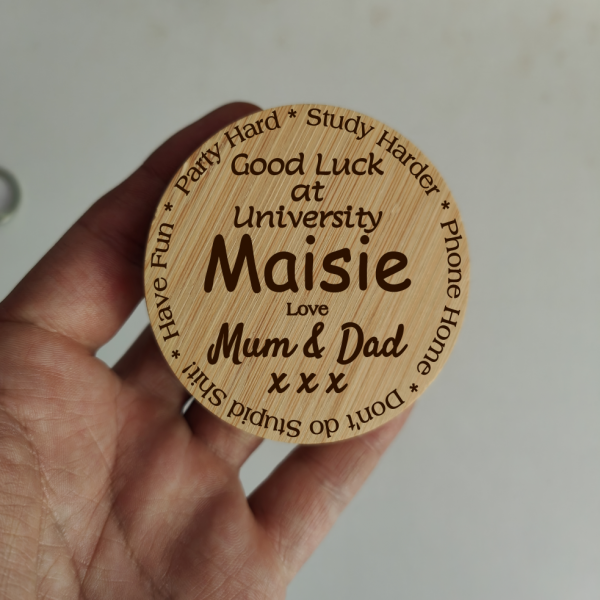 * Have Fun * Party Hard * Study Harder * Phone Home * Don't do Stupid Shit!
Good Luck
at
University
Maisie
Love
Mum & Dad
x x x